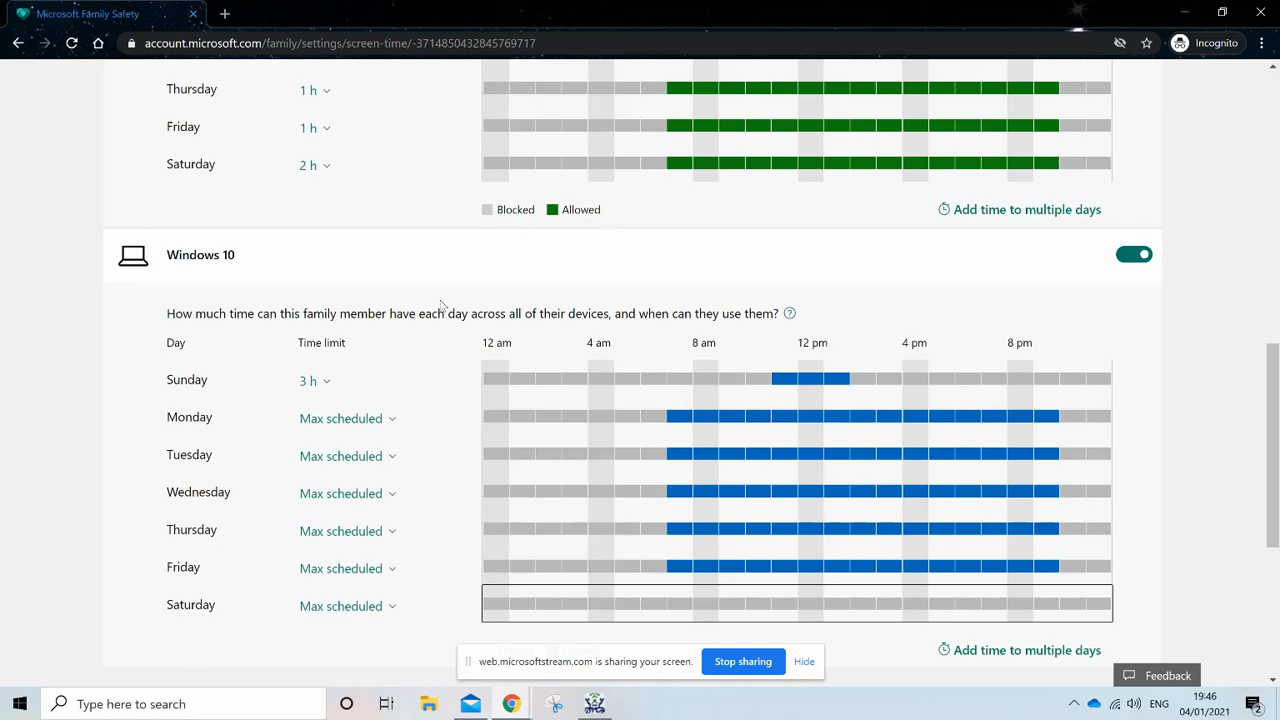 Microsoft Family Safety
account.microsoft.com/family/settings/screen-time/-3714850432845769717
Incognito
Thursday 1 h
Friday 1 h
Saturday 2 h
Blocked Allowed Add time to multiple days
Windows 10
How much time can this family member have each day across all of their devices, and when can they use them?
Day Time limit 12 am 4 am 8 am 12 pm 4 pm 8 pm
Sunday 3 h
Monday Max scheduled
Tuesday Max scheduled
Wednesday Max scheduled
Thursday Max scheduled
Friday Max scheduled
Saturday Max scheduled
Add time to multiple days
web.microsoftstream.com is sharing your screen. Stop sharing Hide
Feedback
Type here to search
ENG
19:46
04/01/2021
2